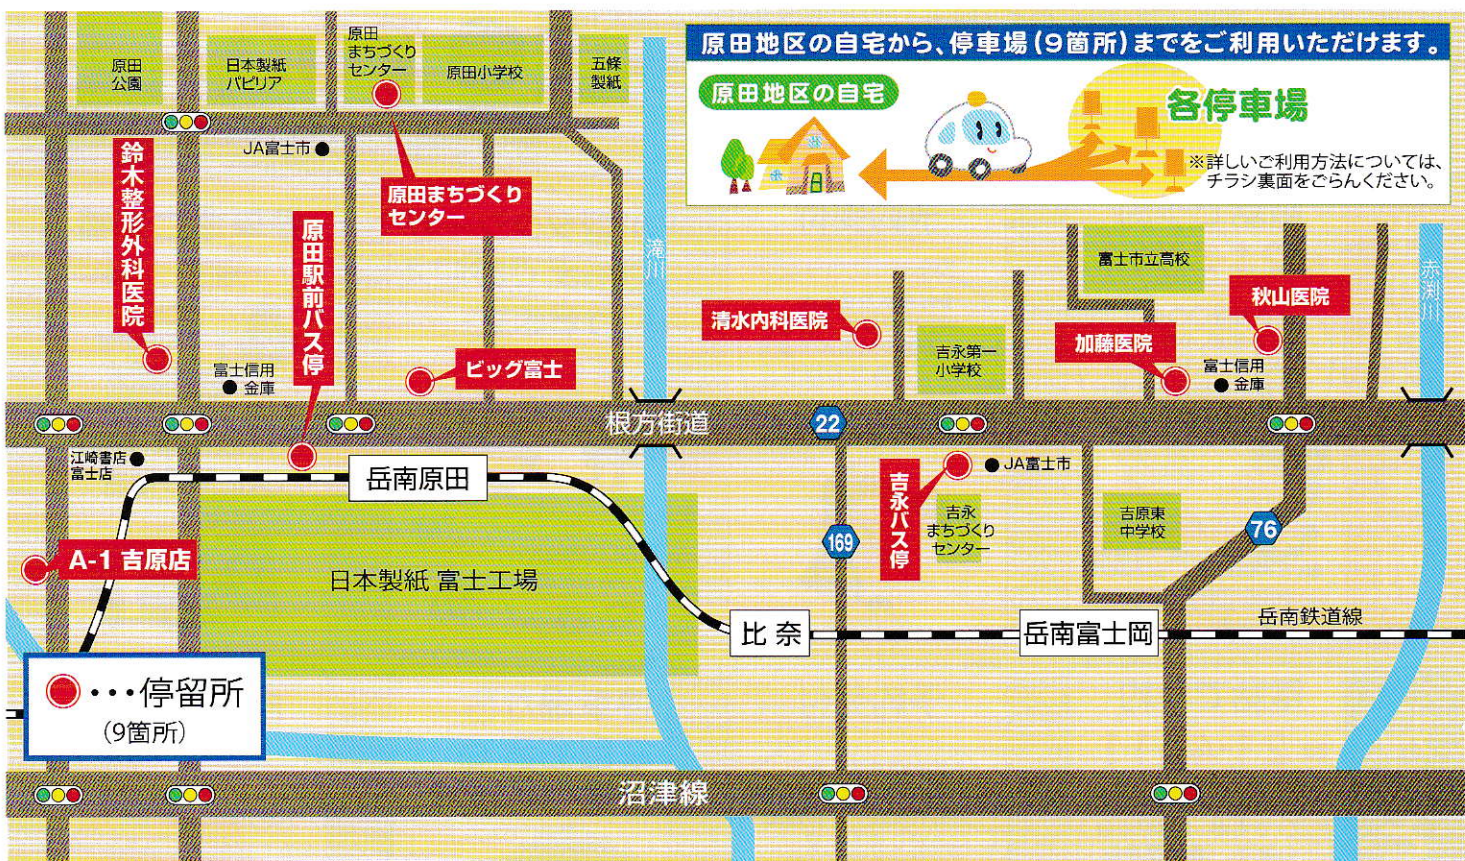 原田地区の自宅から、停車場(9箇所)までをご利用いただけます。
原田地区の自宅
各停車場
※詳しいご利用方法については、
チラシ裏面をごらんください。
原田
公園
日本製紙
パピリア
原田
まちづくり
センター
原田小学校
五條
製紙
JA富士市
鈴木整形外科医院
原田まちづくり
センター
原田駅前バス停
滝川
富士市立高校
赤渕川
秋山医院
清水内科医院
加藤医院
吉永第一
小学校
富士信用
金庫
富士信用
金庫
ビッグ富士
根方街道
22
江崎書店
富士店
岳南原田
吉永バス停
JA富士市
吉永
まちづくり
センター
吉原東
中学校
169
76
A-1 吉原店
日本製紙 富士工場
比奈
岳南富士岡
岳南鉄道線
・・・停留所
(9箇所)
沼津線